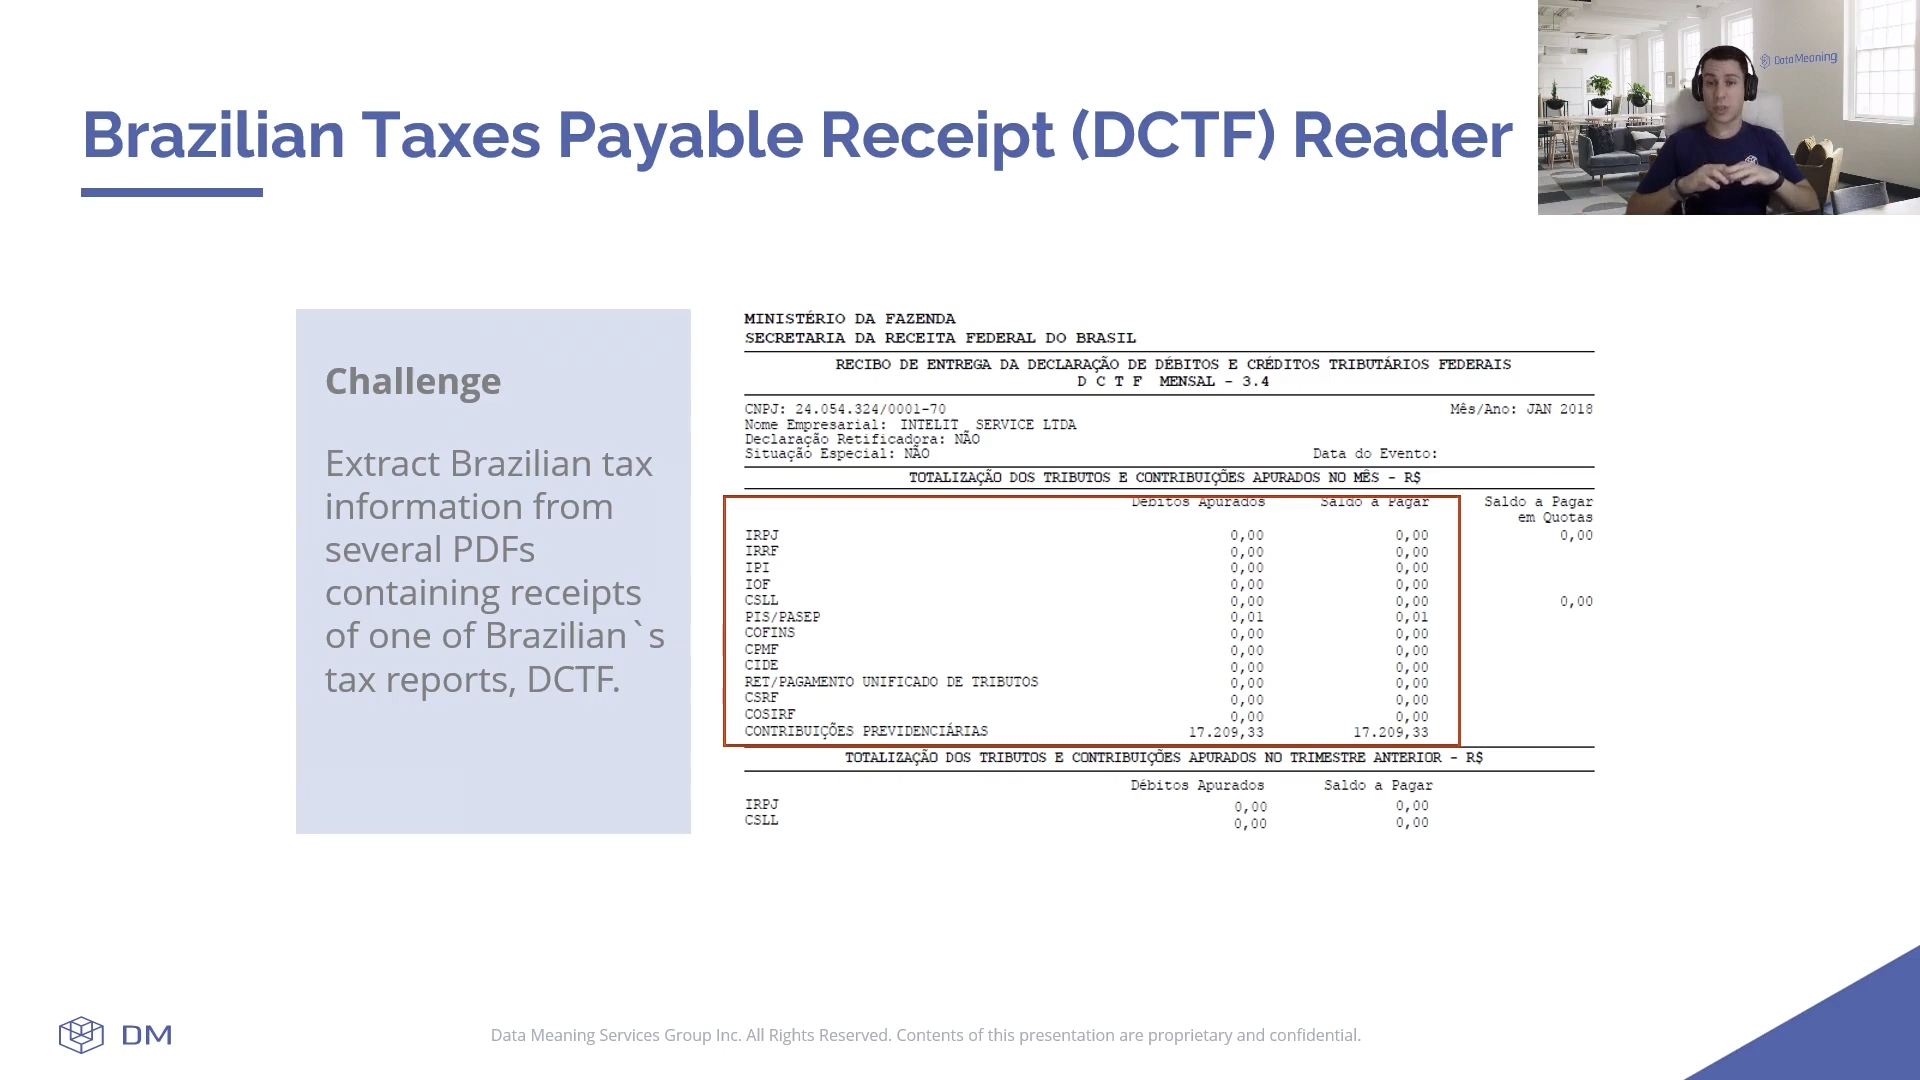 Brazilian Taxes Payable Receipt (DCTF) Reader
Data Meaning
Challenge
Extract Brazilian tax
information from
several PDFs
containing receipts
of one of Brazilian`s
tax reports, DCTF.
MINISTÉRIO DA FAZENDA
SECRETARIA DA RECEITA FEDERAL DO BRASIL
RECIBO DE ENTREGA DA DECLARAÇÃO DE DÉBITOS E CRÉDITOS TRIBUTÁRIOS FEDERAIS
D C T F MENSAL - 3.4
CNPJ: 24.054.324/0001-70 Mês/Ano: JAN 2018
Nome Empresarial: INTELIT SERVICE LTDA
Declaração Retificadora: NÃO
Situação Especial: NÃO Data do Evento:
TOTALIZAÇÃO DOS TRIBUTOS E CONTRIBUIÇÕES APURADOS NO MÊS - R$
Débitos Apurados Saldo a Pagar Saldo a Pagar
em Quotas
IRPJ 0,00 0,00 0,00
IRRF 0,00 0,00
IPI 0,00 0,00
IOF 0,00 0,00
CSLL 0,00 0,00 0,00
PIS/PASEP 0,01 0,01
COFINS 0,00 0,00
CPMF 0,00 0,00
CIDE 0,00 0,00
RET/PAGAMENTO UNIFICADO DE TRIBUTOS 0,00 0,00
CSRF 0,00 0,00
COSIRF 0,00 0,00
CONTRIBUIÇÕES PREVIDENCIÁRIAS 17.209,33 17.209,33
TOTALIZAÇÃO DOS TRIBUTOS E CONTRIBUIÇÕES APURADOS NO TRIMESTRE ANTERIOR - R$
Débitos Apurados Saldo a Pagar
IRPJ 0,00 0,00
CSLL 0,00 0,00
DM
Data Meaning Services Group Inc. All Rights Reserved. Contents of this presentation are proprietary and confidential.